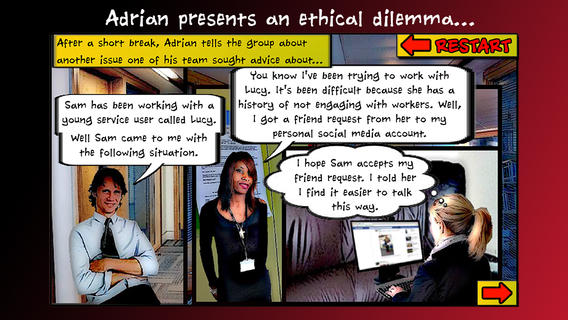 Adrian presents an ethical dilemma...
After a short break, Adrian tells the group about
another issue one of his team sought advice about...
RESTART
Sam has been working with a
young service user called Lucy.
Well Sam came to me with
the following situation.
You know I've been trying to work with
Lucy. It's been difficult because she has a
history of not engaging with workers. Well,
I got a friend request from her to my
personal social media account.
I hope Sam accepts my
friend request. I told her
I find it easier to talk
this way.